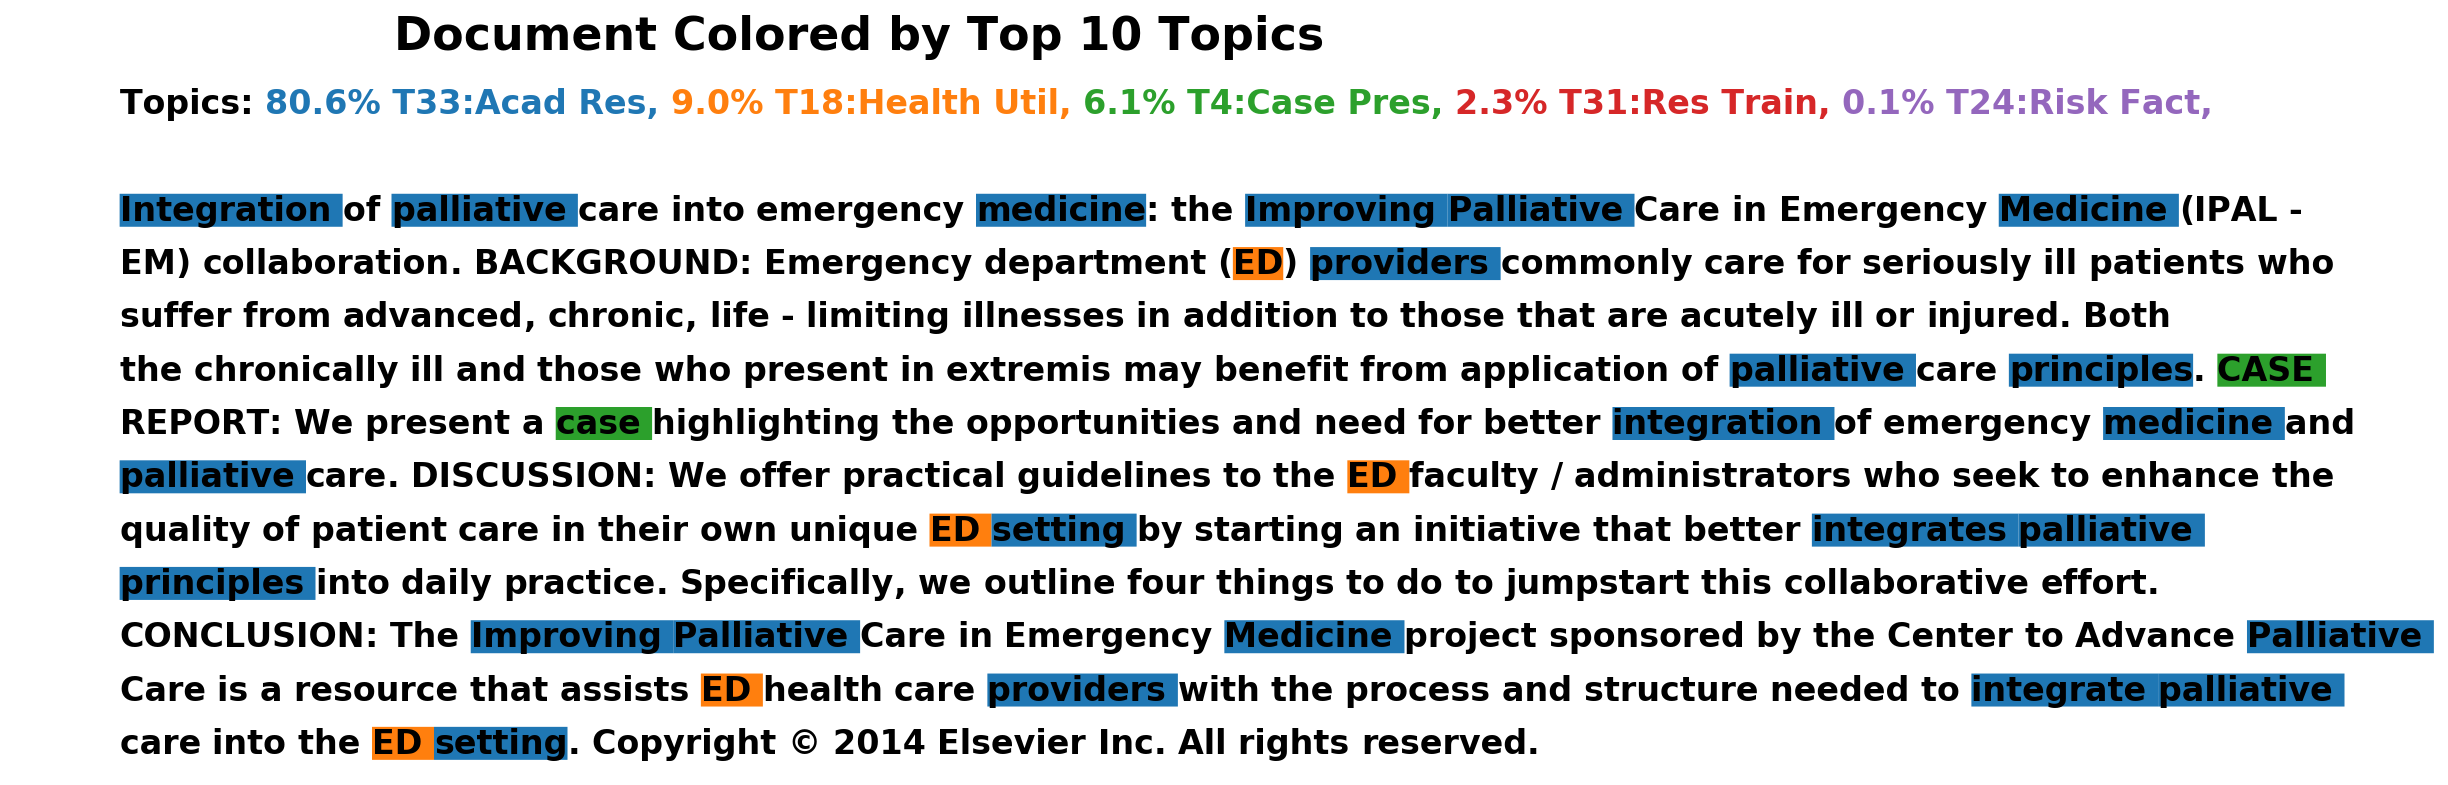 Document Colored by Top 10 Topics
Topics: 80.6% T33:Acad Res, 9.0% T18:Health Util, 6.1% T4:Case Pres, 2.3% T31:Res Train, 0.1% T24:Risk Fact,
Integration of palliative care into emergency medicine: the Improving Palliative Care in Emergency Medicine (IPAL -
EM) collaboration. BACKGROUND: Emergency department (ED) providers commonly care for seriously ill patients who
suffer from advanced, chronic, life - limiting illnesses in addition to those that are acutely ill or injured. Both
the chronically ill and those who present in extremis may benefit from application of palliative care principles. CASE
REPORT: We present a case highlighting the opportunities and need for better integration of emergency medicine and
palliative care. DISCUSSION: We offer practical guidelines to the ED faculty / administrators who seek to enhance the
quality of patient care in their own unique ED setting by starting an initiative that better integrates palliative
principles into daily practice. Specifically, we outline four things to do to jumpstart this collaborative effort.
CONCLUSION: The Improving Palliative Care in Emergency Medicine project sponsored by the Center to Advance Palliative
Care is a resource that assists ED health care providers with the process and structure needed to integrate palliative
care into the ED setting. Copyright © 2014 Elsevier Inc. All rights reserved.